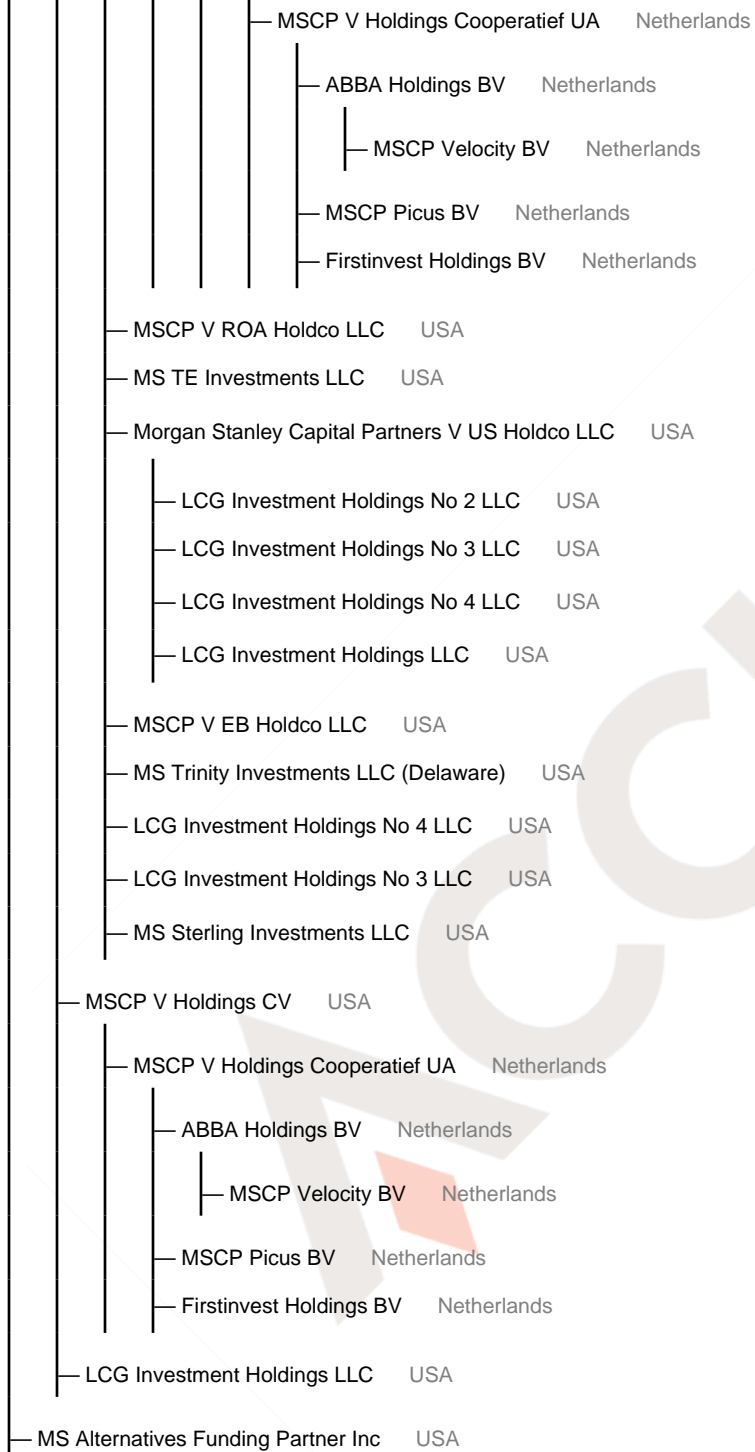 MSCP V Holdings Cooperatief UA Netherlands
ABBA Holdings BV Netherlands
MSCP Velocity BV Netherlands
MSCP Picus BV Netherlands
Firstinvest Holdings BV Netherlands
MSCP V ROA Holdco LLC USA
MS TE Investments LLC USA
Morgan Stanley Capital Partners V US Holdco LLC USA
LCG Investment Holdings No 2 LLC USA
LCG Investment Holdings No 3 LLC USA
LCG Investment Holdings No 4 LLC USA
LCG Investment Holdings LLC USA
MSCP V EB Holdco LLC USA
MS Trinity Investments LLC (Delaware) USA
LCG Investment Holdings No 4 LLC USA
LCG Investment Holdings No 3 LLC USA
MS Sterling Investments LLC USA
MSCP V Holdings CV USA
MSCP V Holdings Cooperatief UA Netherlands
ABBA Holdings BV Netherlands
MSCP Velocity BV Netherlands
MSCP Picus BV Netherlands
Firstinvest Holdings BV Netherlands
LCG Investment Holdings LLC USA
MS Alternatives Funding Partner Inc USA